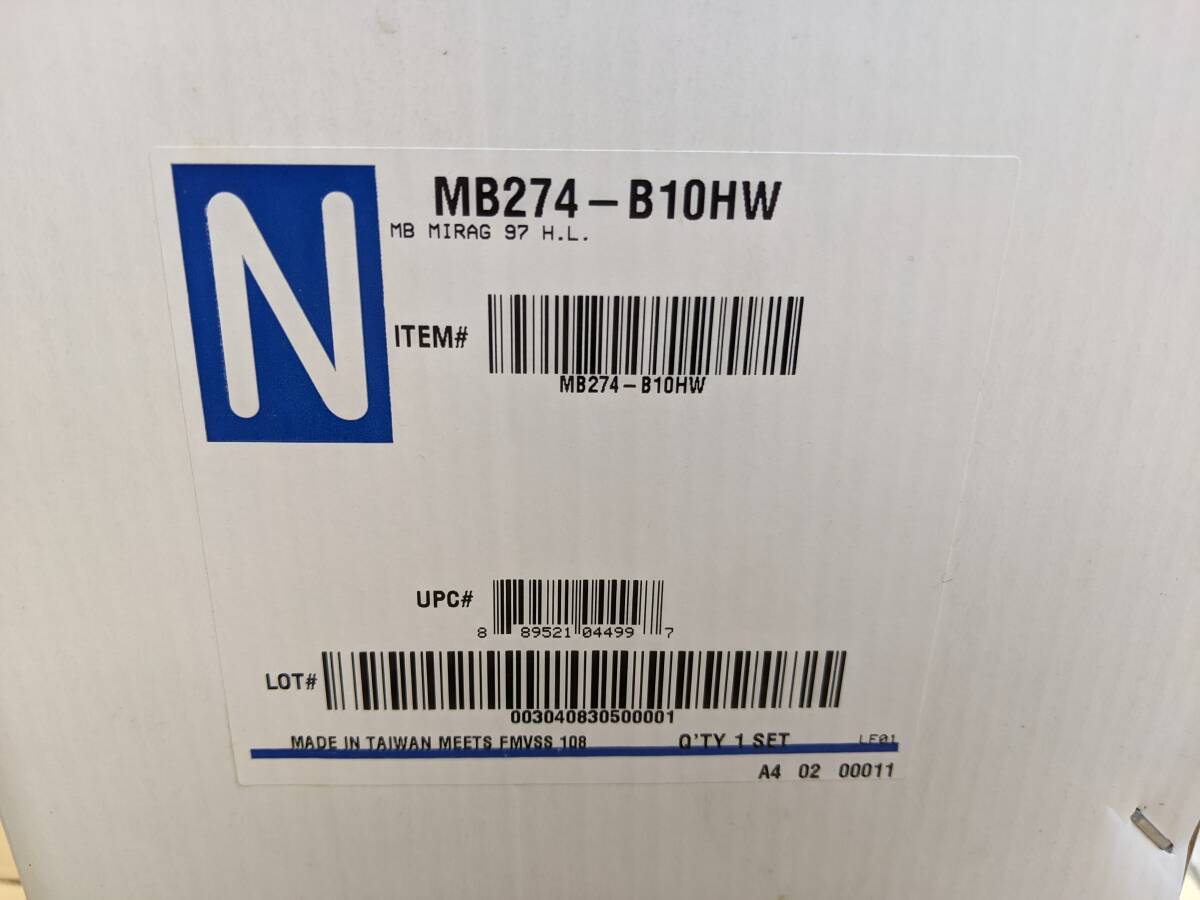 N
MB274-B10HW
MB MIRAG 97 H.L.
ITEM#
MB274-B10HW
UPC#
8 89521 04499 7
LOT#
003040830500001
MADE IN TAIWAN MEETS FMVSS 108 Q'TY 1 SET LF01
A4 02 00011